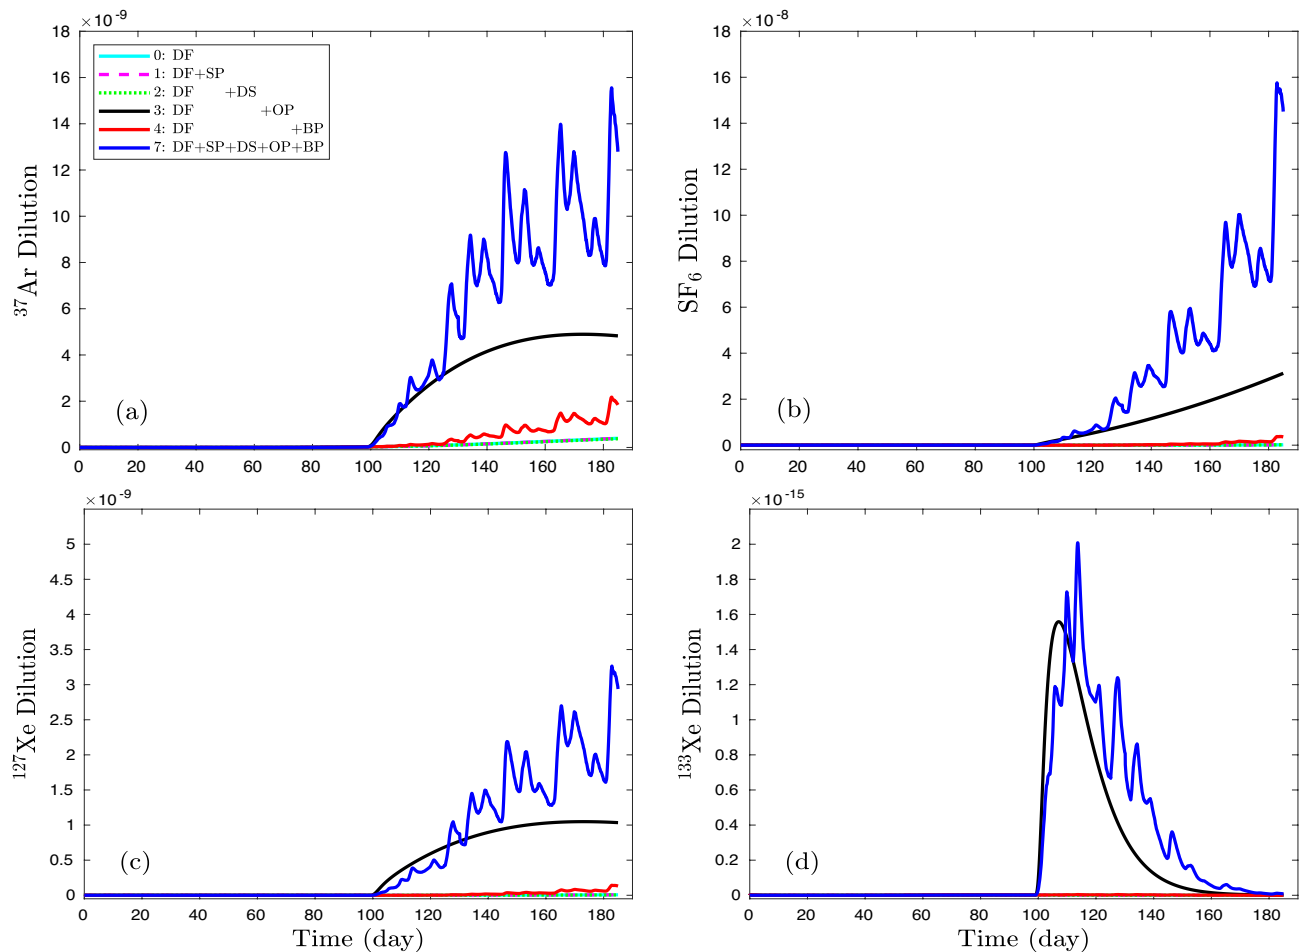 ×10^-9
18
16
14
12
10
8
6
4
2
0
0 20 40 60 80 100 120 140 160 180
^37Ar Dilution
0: DF
1: DF+SP
2: DF +DS
3: DF +OP
4: DF +BP
7: DF+SP+DS+OP+BP
(a)
×10^-8
18
16
14
12
10
8
6
4
2
0
0 20 40 60 80 100 120 140 160 180
SF_6 Dilution
(b)
×10^-9
5
4.5
4
3.5
3
2.5
2
1.5
1
0.5
0
0 20 40 60 80 100 120 140 160 180
^127Xe Dilution
Time (day)
(c)
×10^-15
2
1.8
1.6
1.4
1.2
1
0.8
0.6
0.4
0.2
0
0 20 40 60 80 100 120 140 160 180
^133Xe Dilution
Time (day)
(d)